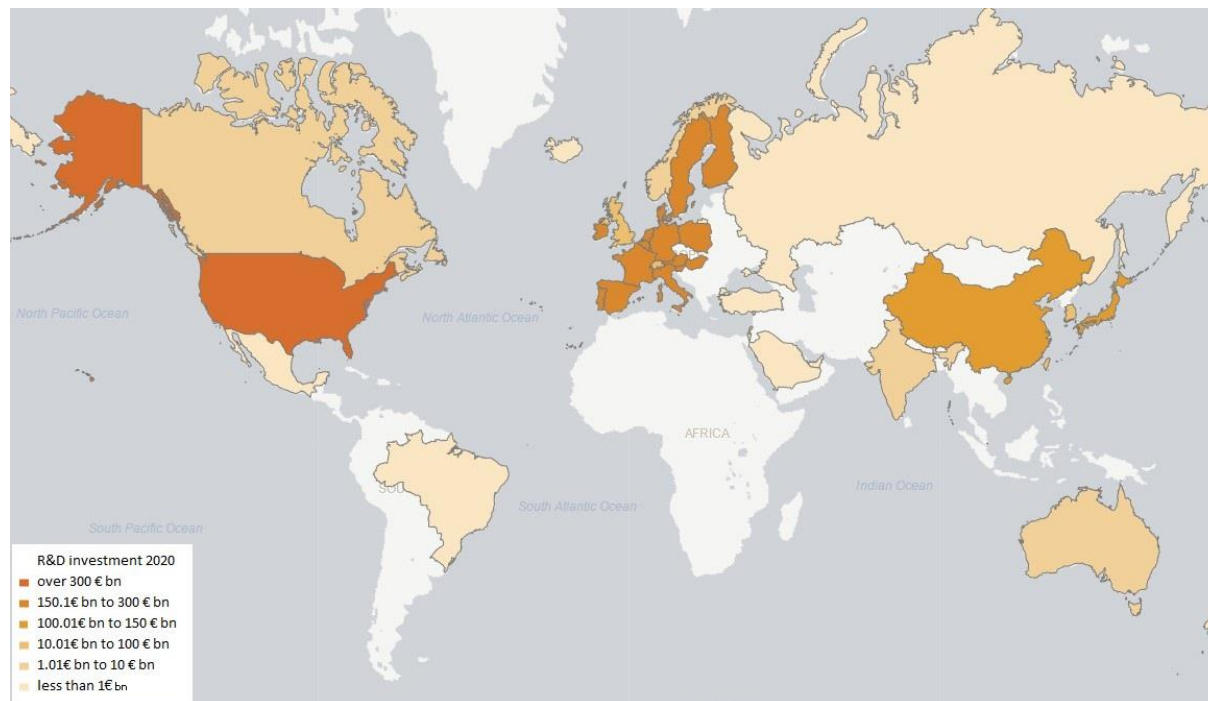 North Pacific Ocean
North Atlantic Ocean
AFRICA
SOU
Indian Ocean
South Atlantic Ocean
South Pacific Ocean
R&D investment 2020
over 300 € bn
150.1€ bn to 300 € bn
100.01€ bn to 150 € bn
10.01€ bn to 100 € bn
1.01€ bn to 10 € bn
less than 1€ bn